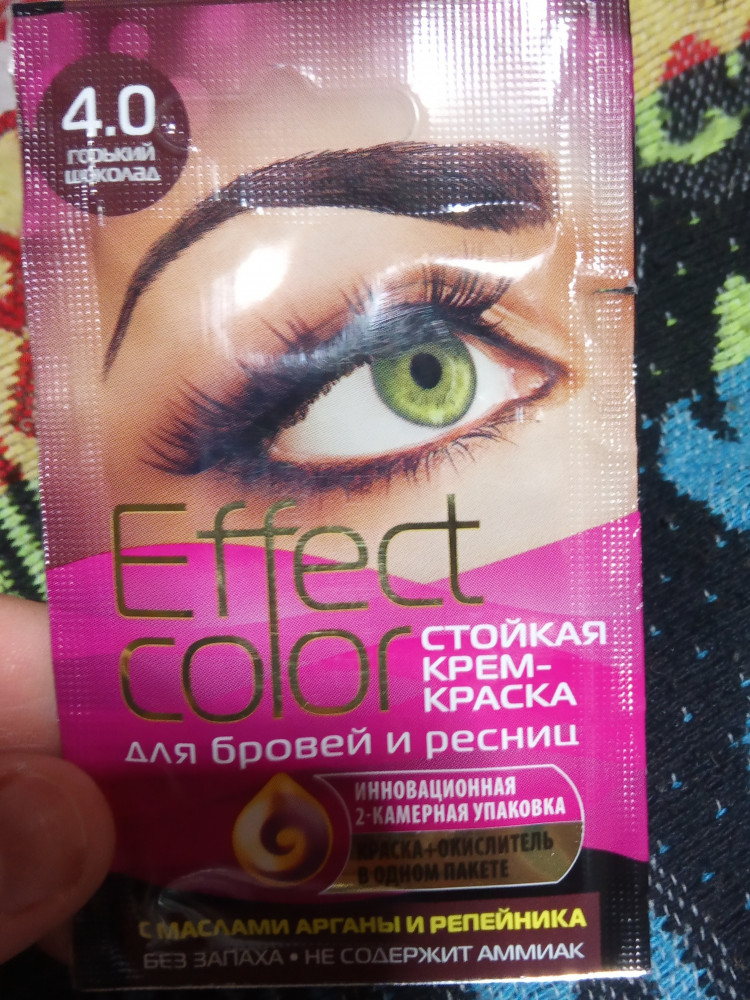 4.0
горький
шоколад
Effect
color
СТОЙКАЯ
КРЕМ-
КРАСКА
для бровей и ресниц
ИННОВАЦИОННАЯ
2-КАМЕРНАЯ УПАКОВКА
КРАСКА+ОКИСЛИТЕЛЬ
В ОДНОМ ПАКЕТЕ
С МАСЛАМИ АРГАНЫ И РЕПЕЙНИКА
БЕЗ ЗАПАХА • НЕ СОДЕРЖИТ АММИАК